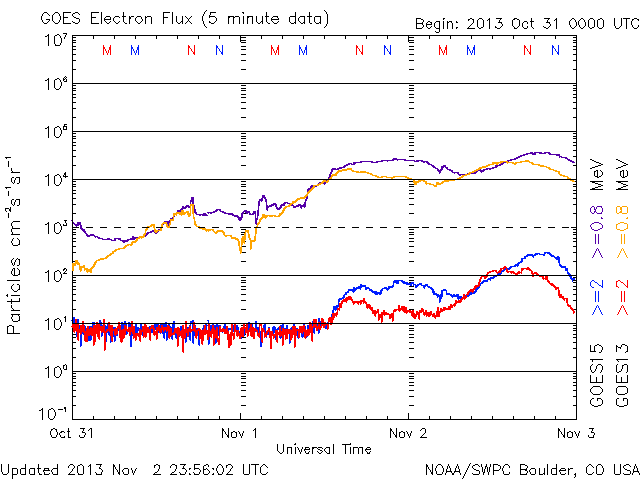 GOES Electron Flux (5 minute data)
Begin: 2013 Oct 31 0000 UTC
M M N N M M N N M M N N
10⁷
10⁶
10⁵
10⁴
10³
10²
10¹
10⁰
10⁻¹
Particles cm⁻²s⁻¹sr⁻¹
Oct 31 Nov 1 Nov 2 Nov 3
Universal Time
GOES15 >=2 >=0.8 MeV
GOES13 >=2 >=0.8 MeV
Updated 2013 Nov 2 23:56:02 UTC
NOAA/SWPC Boulder, CO USA